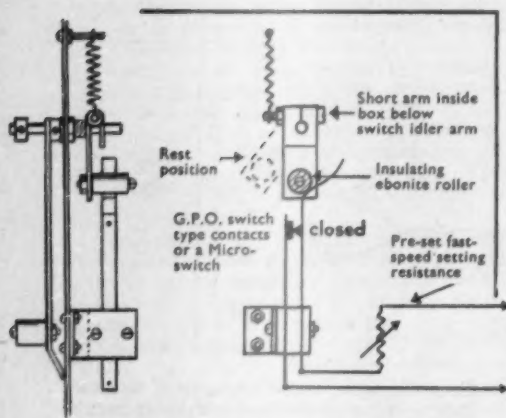 Short arm inside
box below
switch idler arm
Rest
position
Insulating
ebonite roller
G.P.O. switch
type contacts
or a Micro-
switch
closed
Pre-set fast-
speed setting
resistance